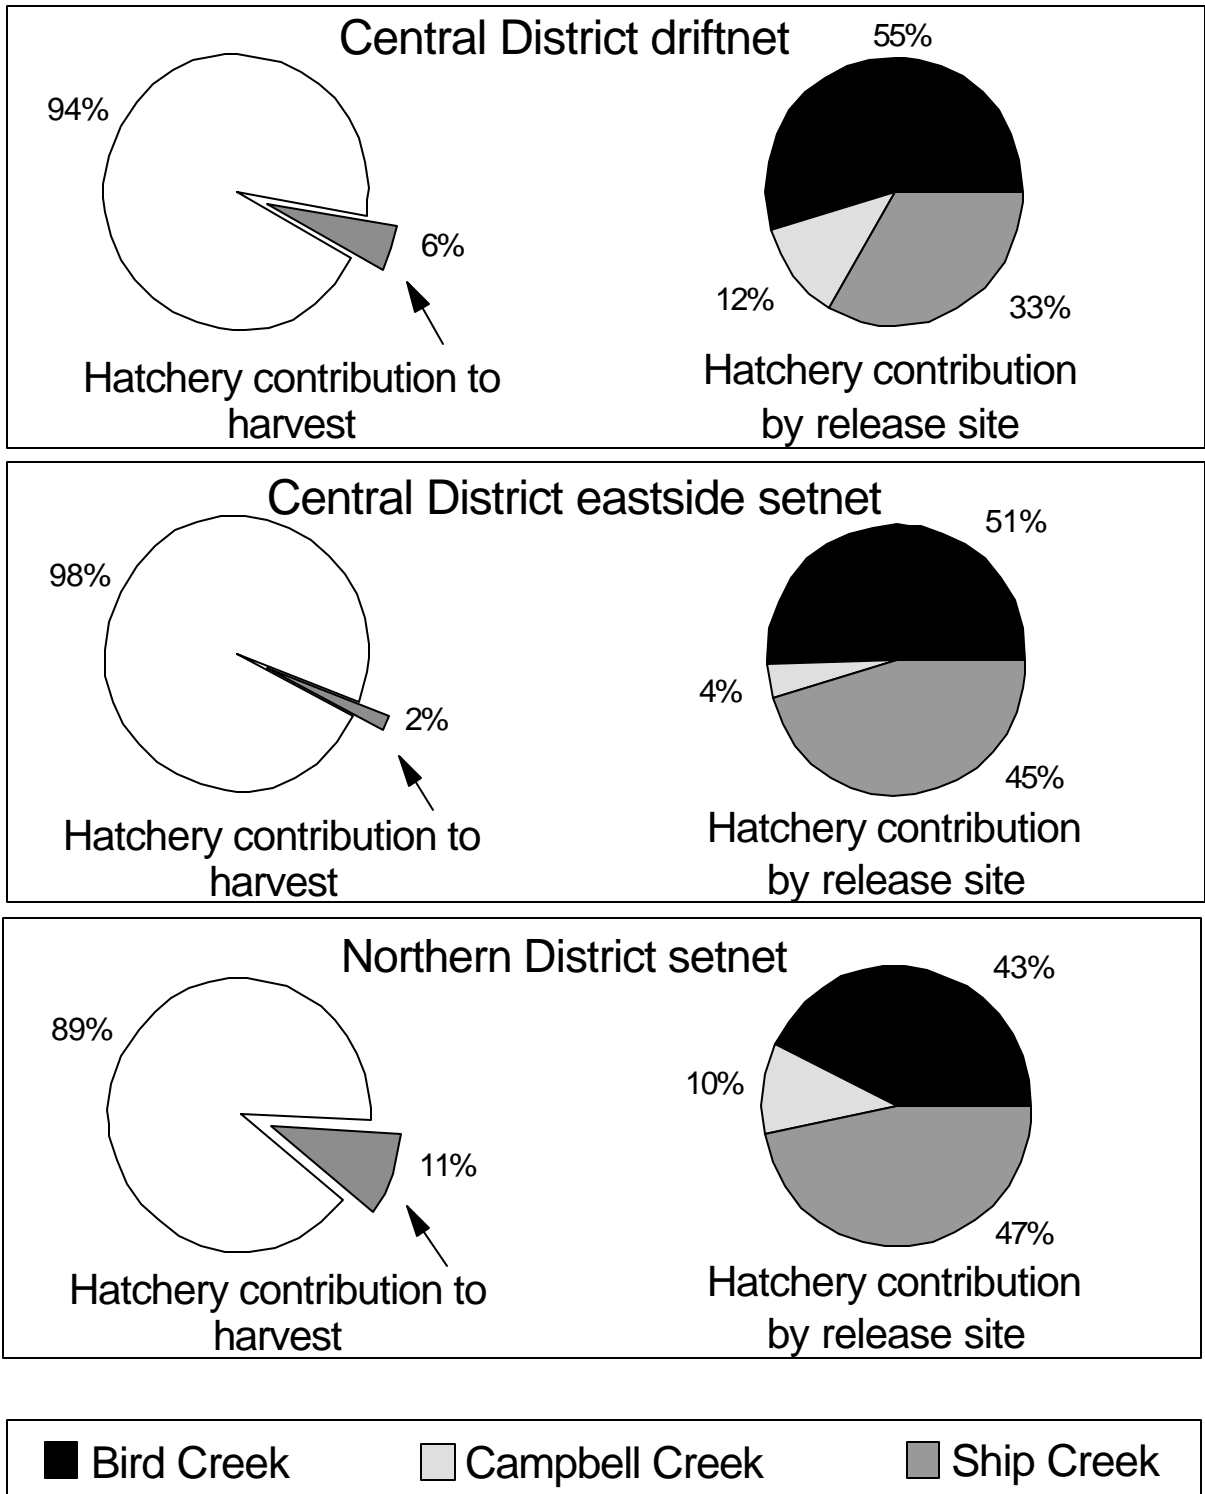 Central District driftnet
94%
6%
Hatchery contribution to
harvest
55%
12%
33%
Hatchery contribution
by release site
Central District eastside setnet
98%
2%
Hatchery contribution to
harvest
51%
4%
45%
Hatchery contribution
by release site
Northern District setnet
89%
11%
Hatchery contribution to
harvest
43%
10%
47%
Hatchery contribution
by release site
Bird Creek
Campbell Creek
Ship Creek